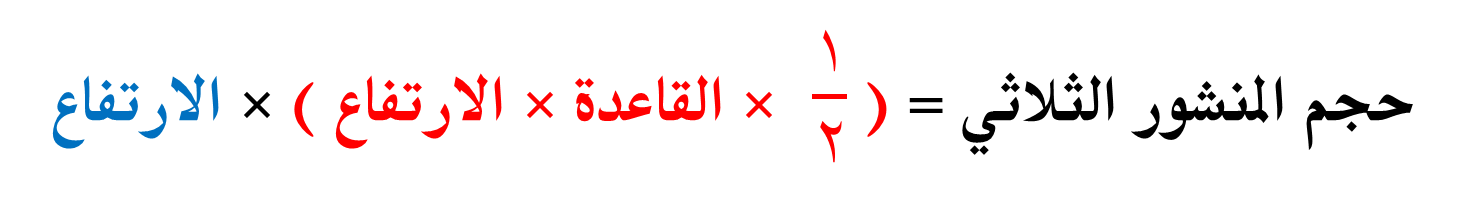 حجم المنشور الثلاثي = ( ١/٢ × القاعدة × الارتفاع ) × الارتفاع